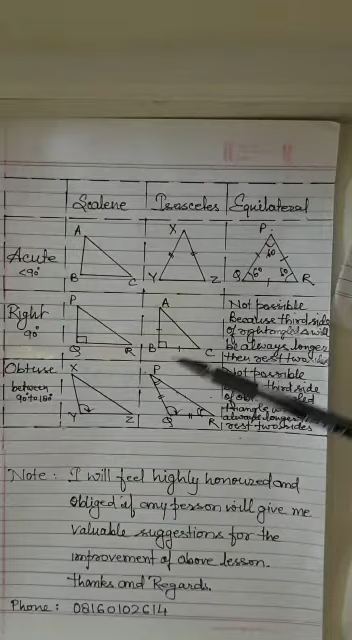 Scalene Isosceles Equilateral
Acute
<90°
A
B C
X
Y Z
P
60°
Q 60° 60° R
Right
90°
P
Q R
A
B C
Not possible
Because third side
of right angled Δ will
be always longer
then rest two
Obtuse
between
90° to 180°
X
Y Z
P
Q R
Not possible
third side
of
triangle
always longer
rest two sides
Note: I will feel highly honoured and
obliged if any person will give me
valuable suggestions for the
improvement of above lesson.
thanks and Regards.
Phone: 08160102614